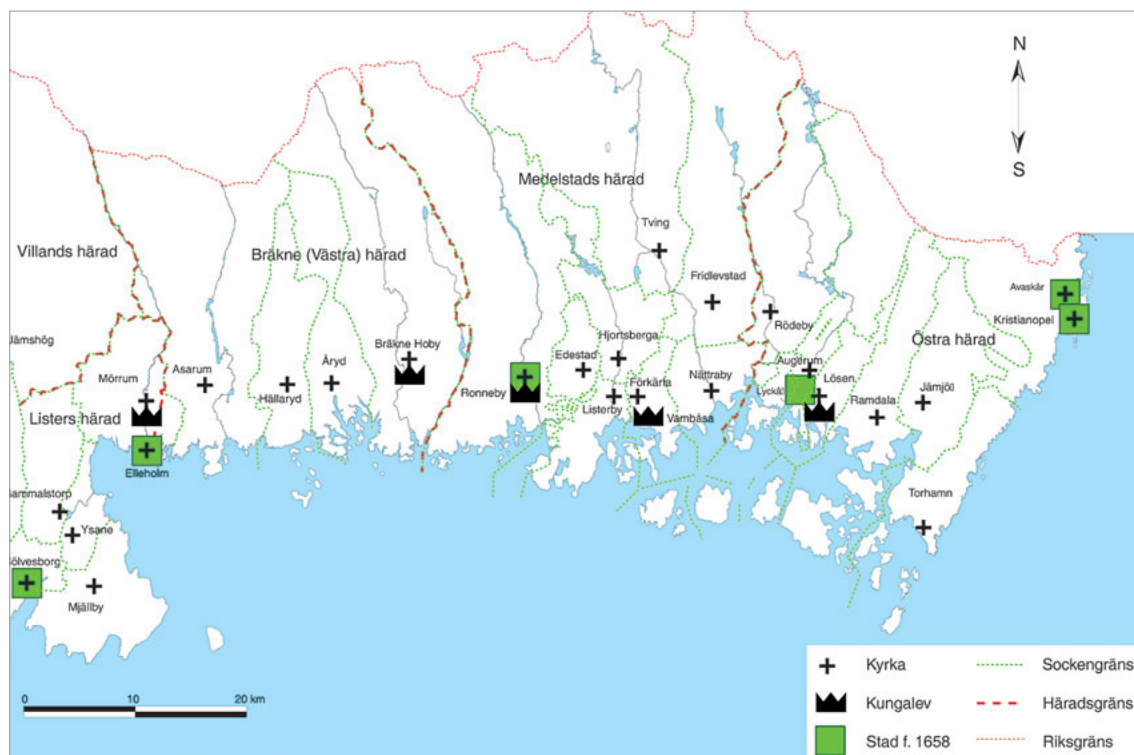 N
S
Medelstads härad
Tving
Villands härad
Bräkne (Västra) härad
Fridlevstad
Avaskär
Kristianopel
Rödeby
Jämshög
Hjortsberga
Östra härad
Bräkne Hoby
Edestad
Augerum
Mörrum
Asarum
Åryd
Hällaryd
Ronneby
Förkärla
Nättraby
Lösen
Jämjö
Listerby
Ramdala
Listers härad
Vambåsa
Elleholm
Torhamn
Ysane
Mjällby
0 10 20 km
Kyrka
Sockengräns
Kungalev
Häradsgräns
Stad f. 1658
Riksgräns